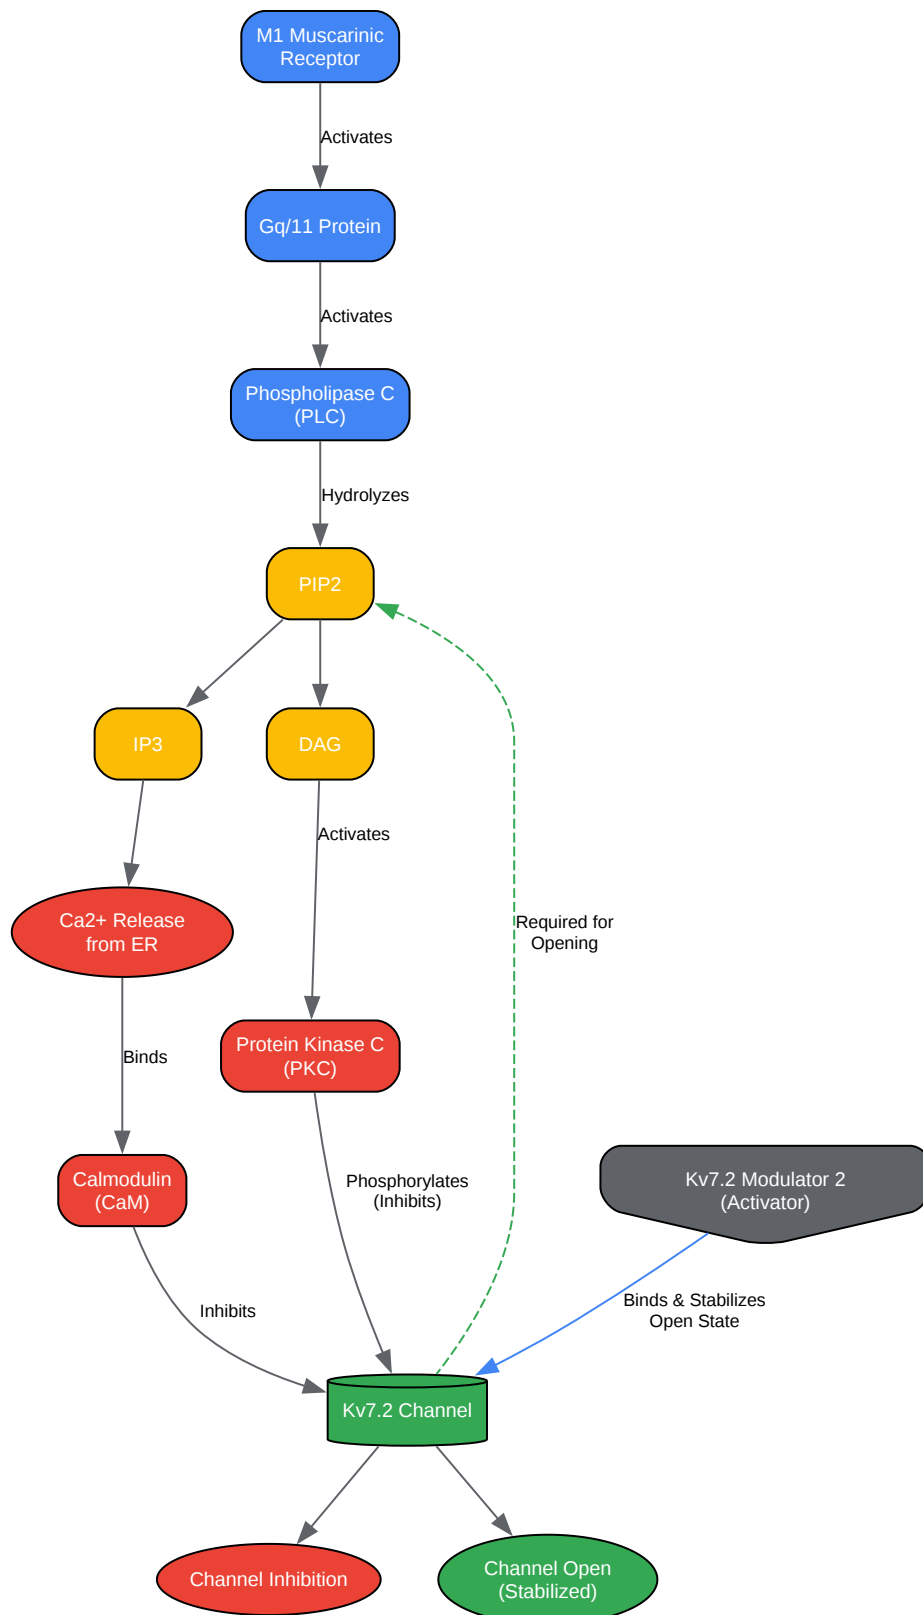 M1 Muscarinic
Receptor
Activates
Gq/11 Protein
Activates
Phospholipase C
(PLC)
Hydrolyzes
PIP2
IP3
DAG
Activates
Ca2+ Release
from ER
Required for
Opening
Protein Kinase C
(PKC)
Binds
Calmodulin
(CaM)
Phosphorylates
(Inhibits)
Kv7.2 Modulator 2
(Activator)
Inhibits
Binds & Stabilizes
Open State
Kv7.2 Channel
Channel Inhibition
Channel Open
(Stabilized)